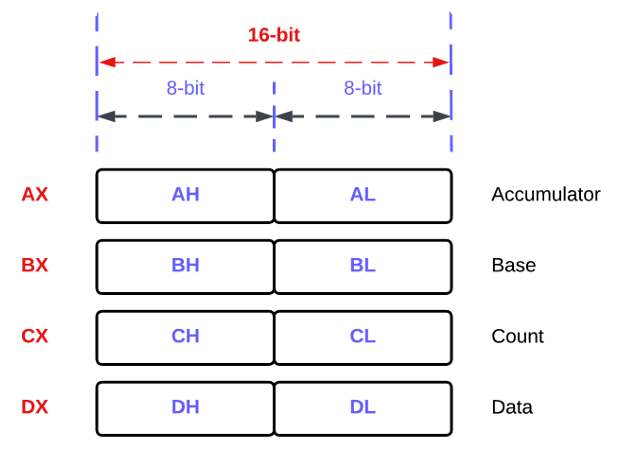 16-bit
8-bit 8-bit
AX AH AL Accumulator
BX BH BL Base
CX CH CL Count
DX DH DL Data